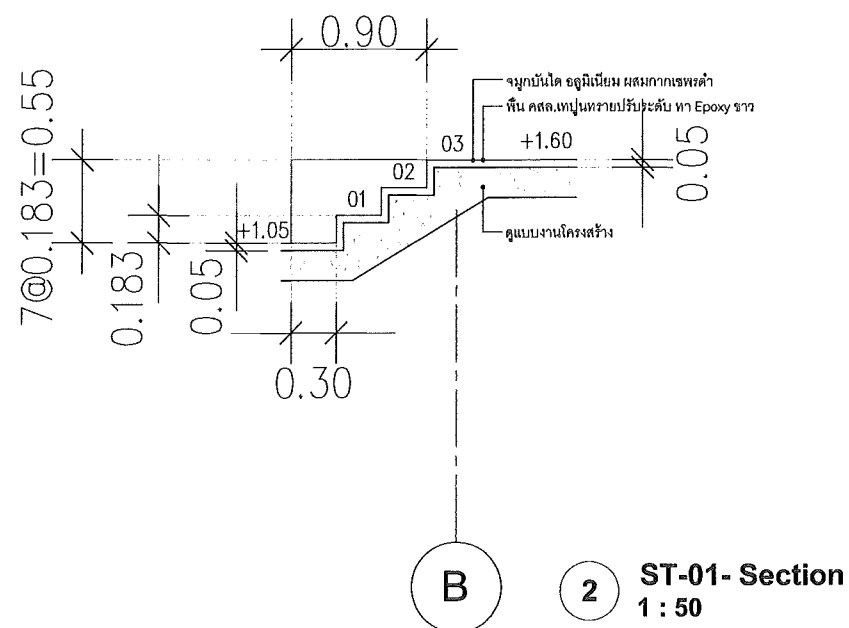 0.90
จมูกบันได อลูมิเนียม ผสมกากเพชรดำ
พื้น คสล.เทปูนทรายปรับระดับ ทา Epoxy ขาว
03
+1.60
02
01
+1.05
7@0.183=0.55
0.183
0.05
0.05
ดูแบบงานโครงสร้าง
0.30
B
2
ST-01- Section
1 : 50